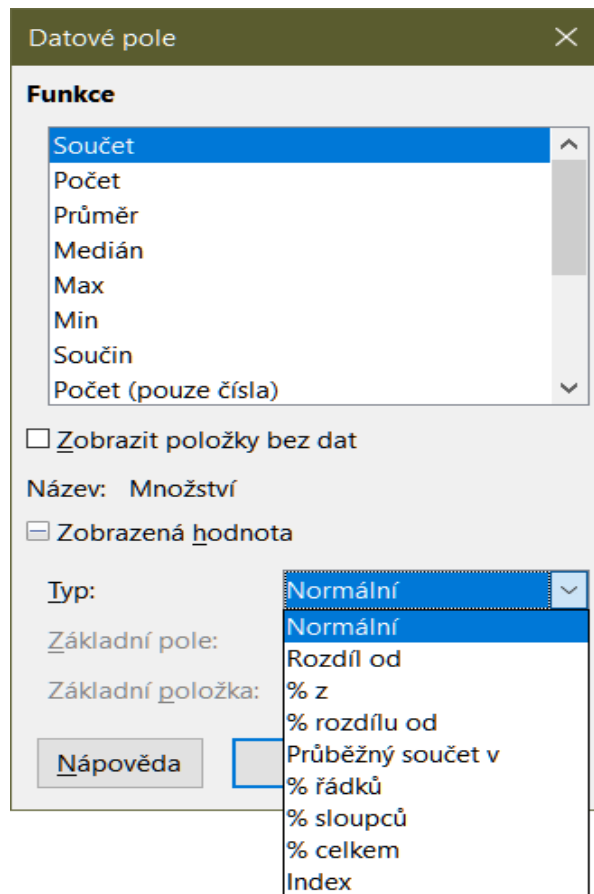 Datové pole
Funkce
Součet
Počet
Průměr
Medián
Max
Min
Součin
Počet (pouze čísla)
Zobrazit položky bez dat
Název: Množství
Zobrazená hodnota
Typ: Normální
Normální
Základní pole:
Rozdíl od
% z
Základní položka:
% rozdílu od
Průběžný součet v
Nápověda
% řádků
% sloupců
% celkem
Index